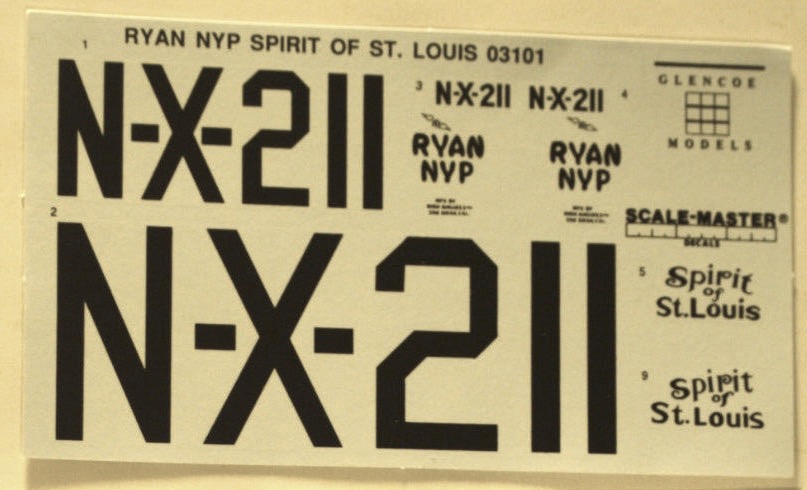 RYAN NYP SPIRIT OF ST. LOUIS 03101
1
N-X-211
3
N-X-211
N-X-211
4
RYAN
NYP
RYAN
NYP
GLENCOE
MODELS
SCALE-MASTER®
DECALS
2
N-X-211
5
Spirit
of
St.Louis
9
Spirit
of
St.Louis